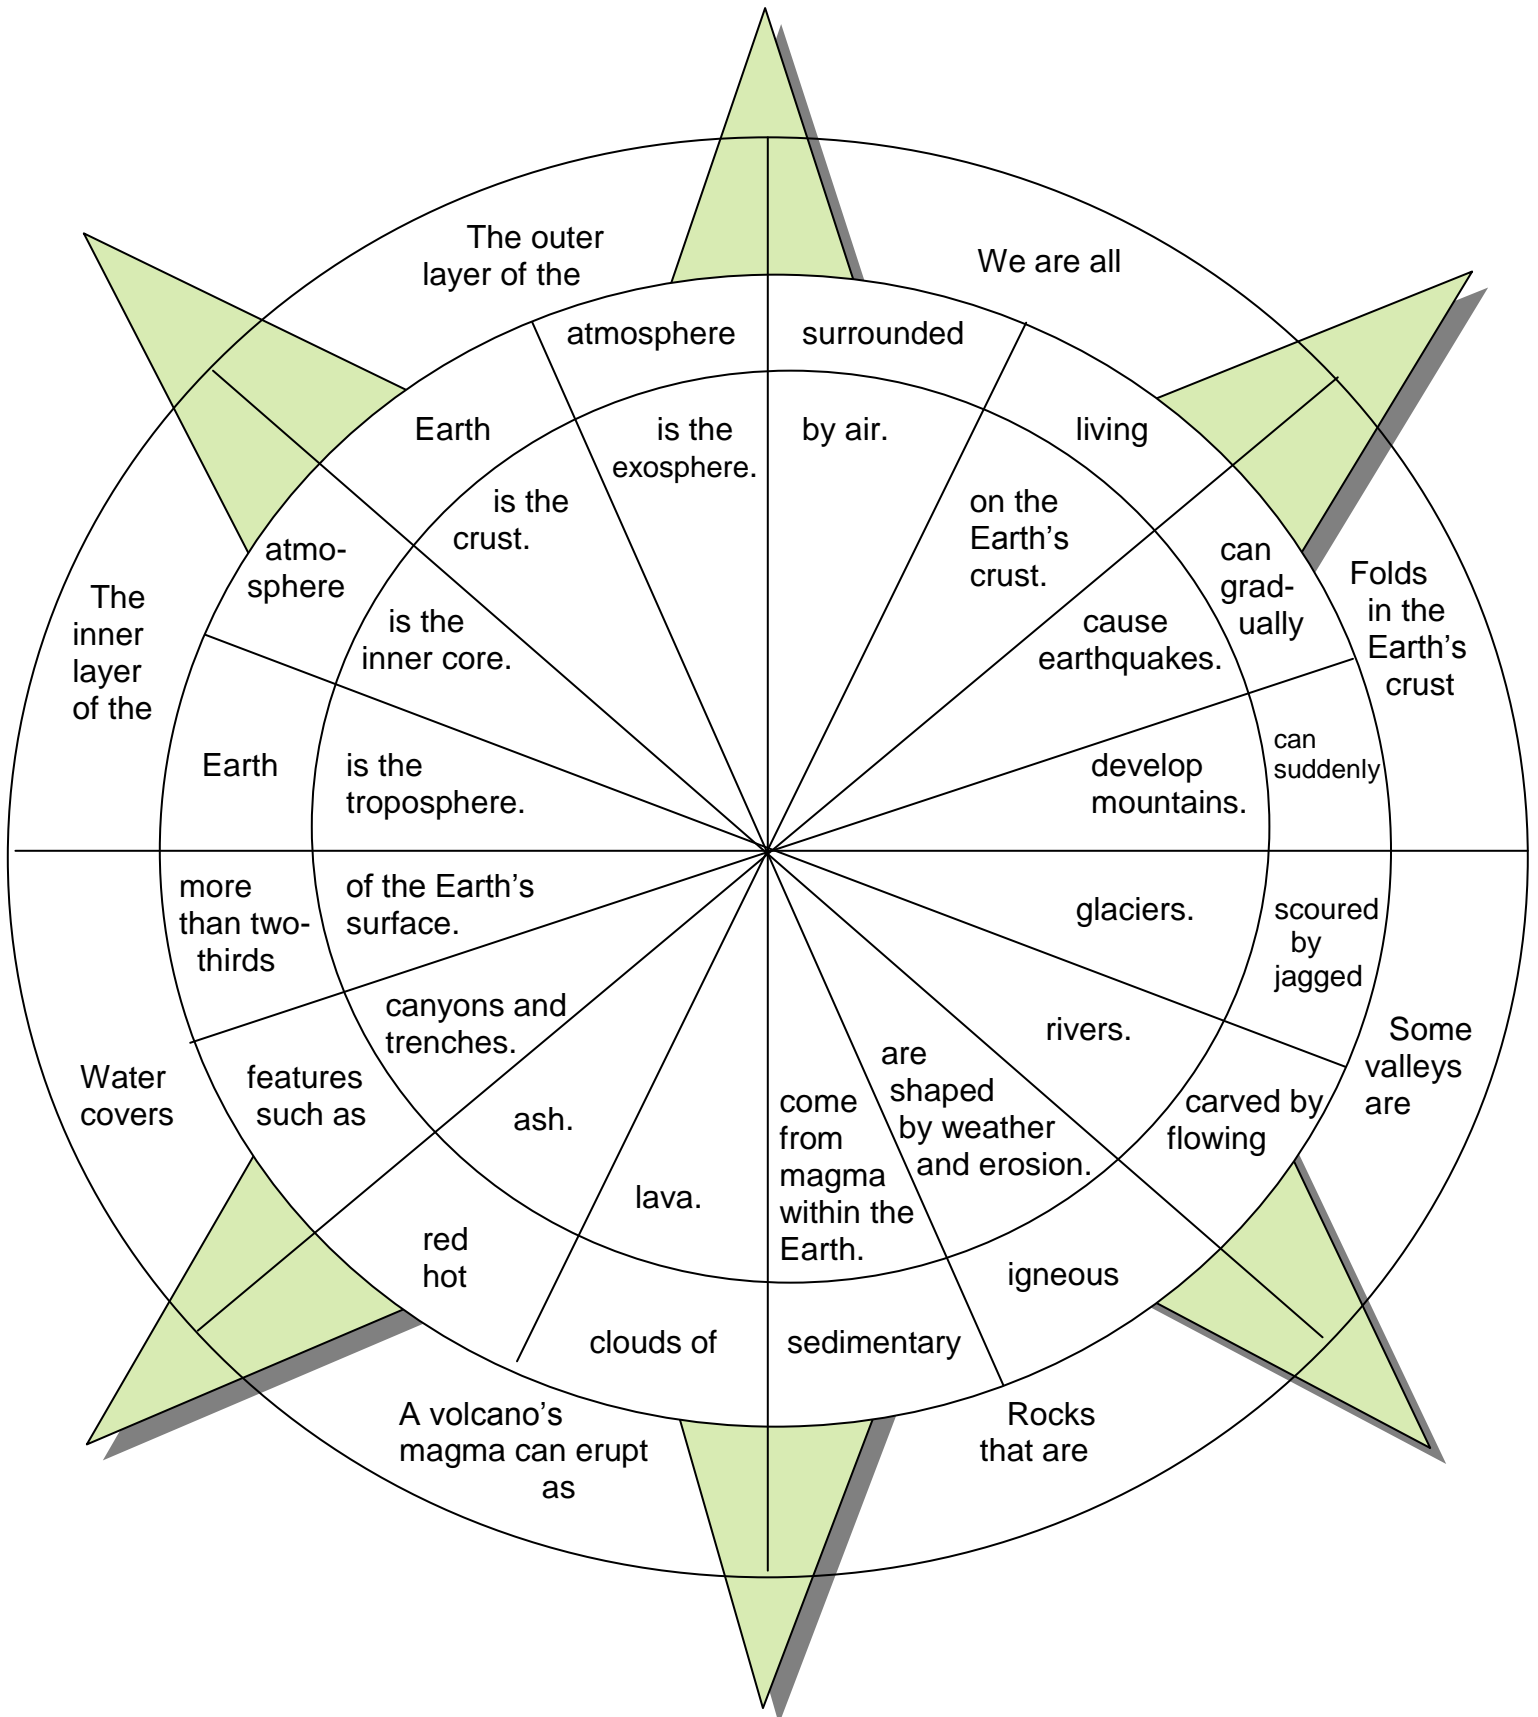 The outer
layer of the
We are all
atmosphere
surrounded
Earth
is the
exosphere.
by air.
living
is the
crust.
on the
Earth's
crust.
atmo-
sphere
can
grad-
ually
Folds
in the
Earth's
crust
The
inner
layer
of the
is the
inner core.
cause
earthquakes.
Earth
is the
troposphere.
develop
mountains.
can
suddenly
more
than two-
thirds
of the Earth's
surface.
glaciers.
scoured
by
jagged
canyons and
trenches.
rivers.
Some
valleys
are
Water
covers
features
such as
ash.
lava.
come
from
magma
within the
Earth.
are
shaped
by weather
and erosion.
carved by
flowing
red
hot
igneous
clouds of
sedimentary
A volcano's
magma can erupt
as
Rocks
that are